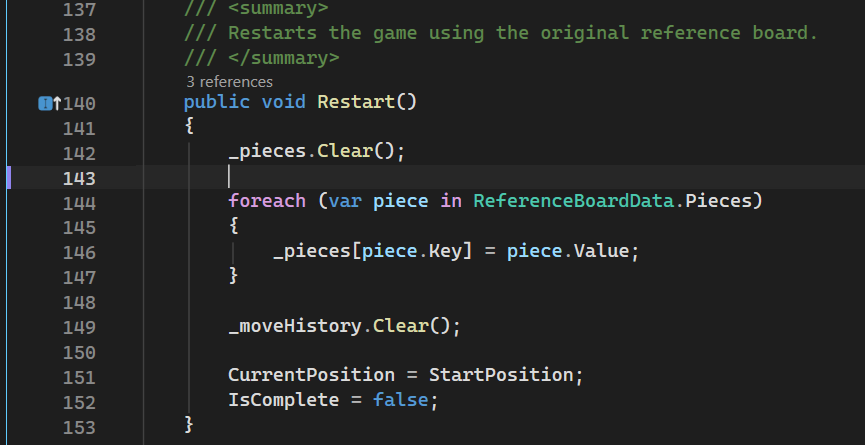 137 /// <summary>
138 /// Restarts the game using the original reference board.
139 /// </summary>
3 references
140 public void Restart()
141 {
142 _pieces.Clear();
143
144 foreach (var piece in ReferenceBoardData.Pieces)
145 {
146 _pieces[piece.Key] = piece.Value;
147 }
148
149 _moveHistory.Clear();
150
151 CurrentPosition = StartPosition;
152 IsComplete = false;
153 }